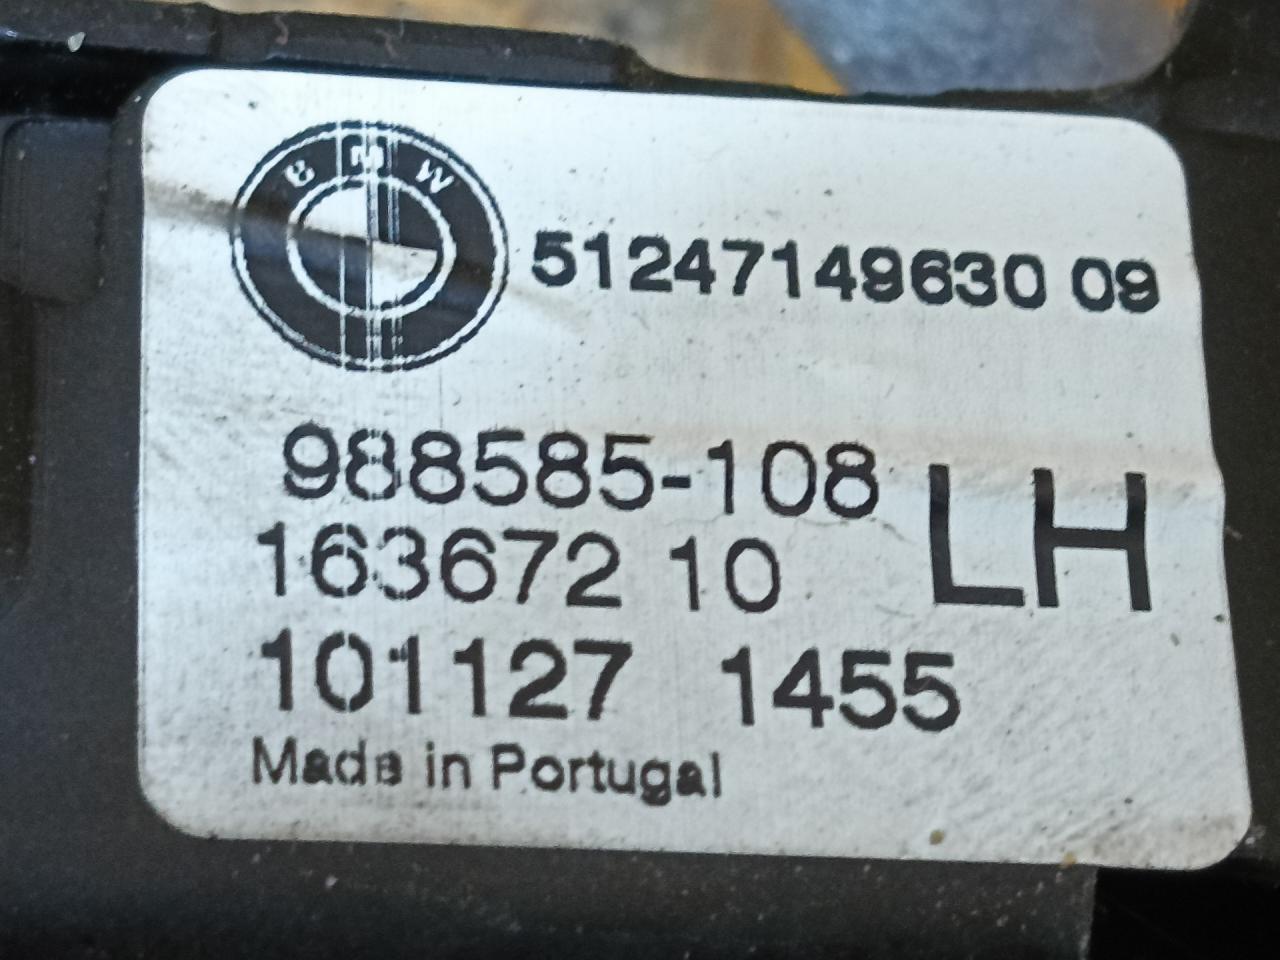 BMW
51247149630 09
988585-108
LH
163672 10
101127 1455
Made in Portugal